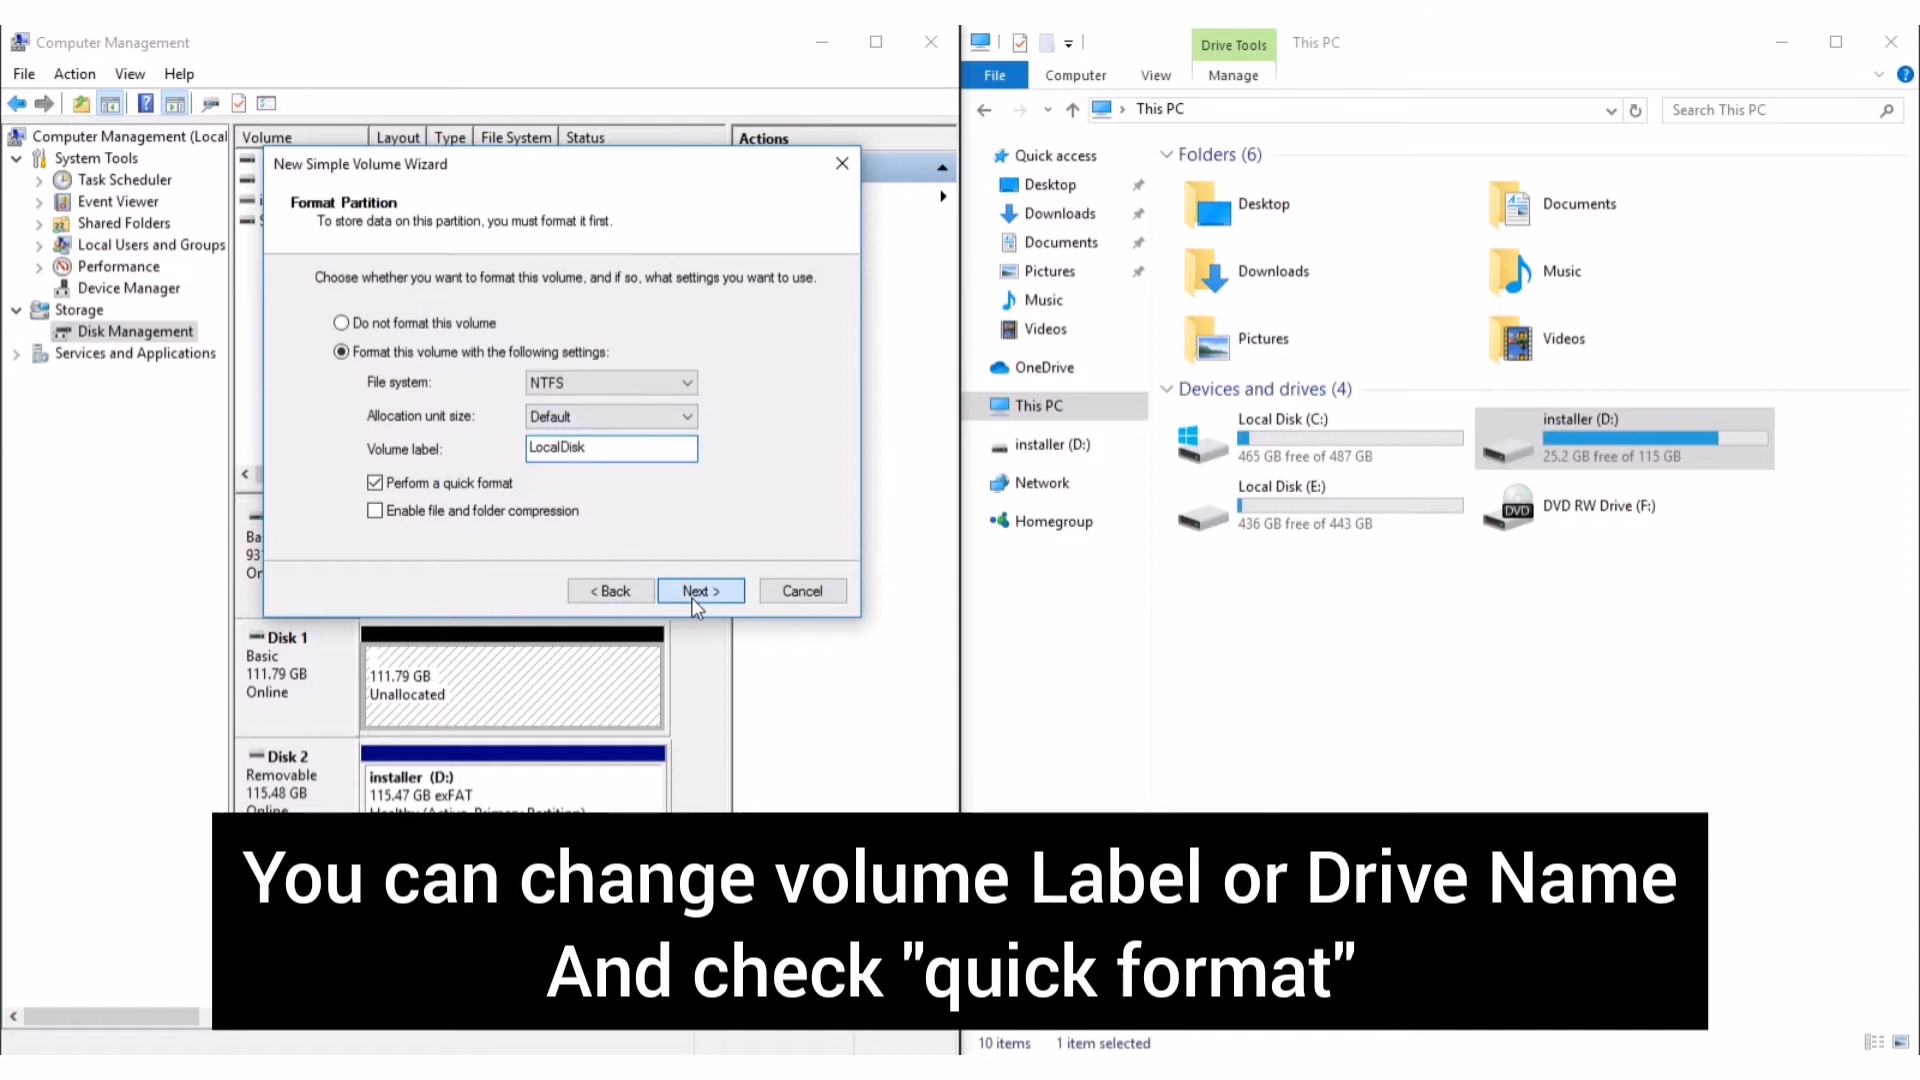 Computer Management
File Action View Help
Computer Management (Local
System Tools
Task Scheduler
Event Viewer
Shared Folders
Local Users and Groups
Performance
Device Manager
Storage
Disk Management
Services and Applications
Volume Layout Type File System Status
Actions
New Simple Volume Wizard
Format Partition
To store data on this partition, you must format it first.
Choose whether you want to format this volume, and if so, what settings you want to use.
Do not format this volume
Format this volume with the following settings:
File system: NTFS
Allocation unit size: Default
Volume label: LocalDisk
Perform a quick format
Enable file and folder compression
< Back Next > Cancel
Ba
93
Or
Disk 1
Basic
111.79 GB
Online
111.79 GB
Unallocated
Disk 2
Removable
115.48 GB
Online
installer (D:)
115.47 GB exFAT
Healthy (Active, Primary Partition)
Drive Tools This PC
File Computer View Manage
This PC
Search This PC
Quick access
Desktop
Downloads
Documents
Pictures
Music
Videos
OneDrive
This PC
installer (D:)
Network
Homegroup
Folders (6)
Desktop Documents
Downloads Music
Pictures Videos
Devices and drives (4)
Local Disk (C:)
465 GB free of 487 GB
installer (D:)
25.2 GB free of 115 GB
Local Disk (E:)
436 GB free of 443 GB
DVD
DVD RW Drive (F:)
You can change volume Label or Drive Name
And check "quick format"
10 items 1 item selected